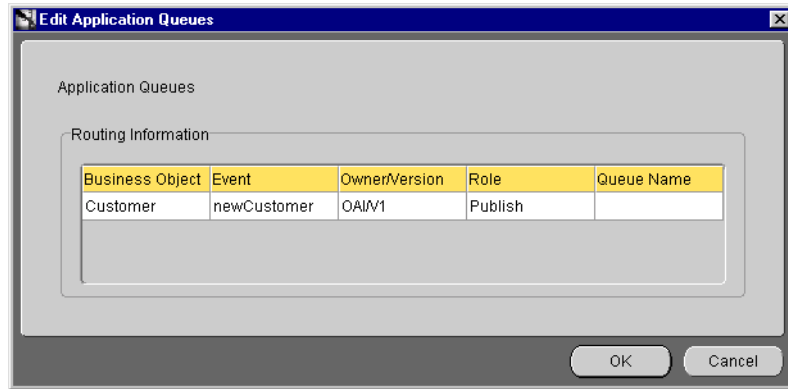 Edit Application Queues
Application Queues
Routing Information
Business Object Event Owner/Version Role Queue Name
Customer newCustomer OAI/V1 Publish
OK Cancel